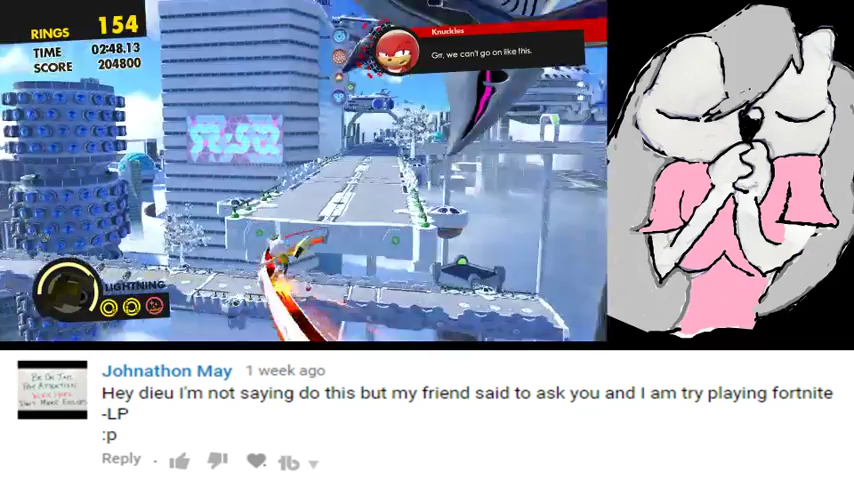 RINGS 154
TIME 02:48.13
SCORE 204800
Knuckles
Grr, we can't go on like this.
LIGHTNING
Johnathon May 1 week ago
Hey dieu I'm not saying do this but my friend said to ask you and I am try playing fortnite
-LP
:p
Reply